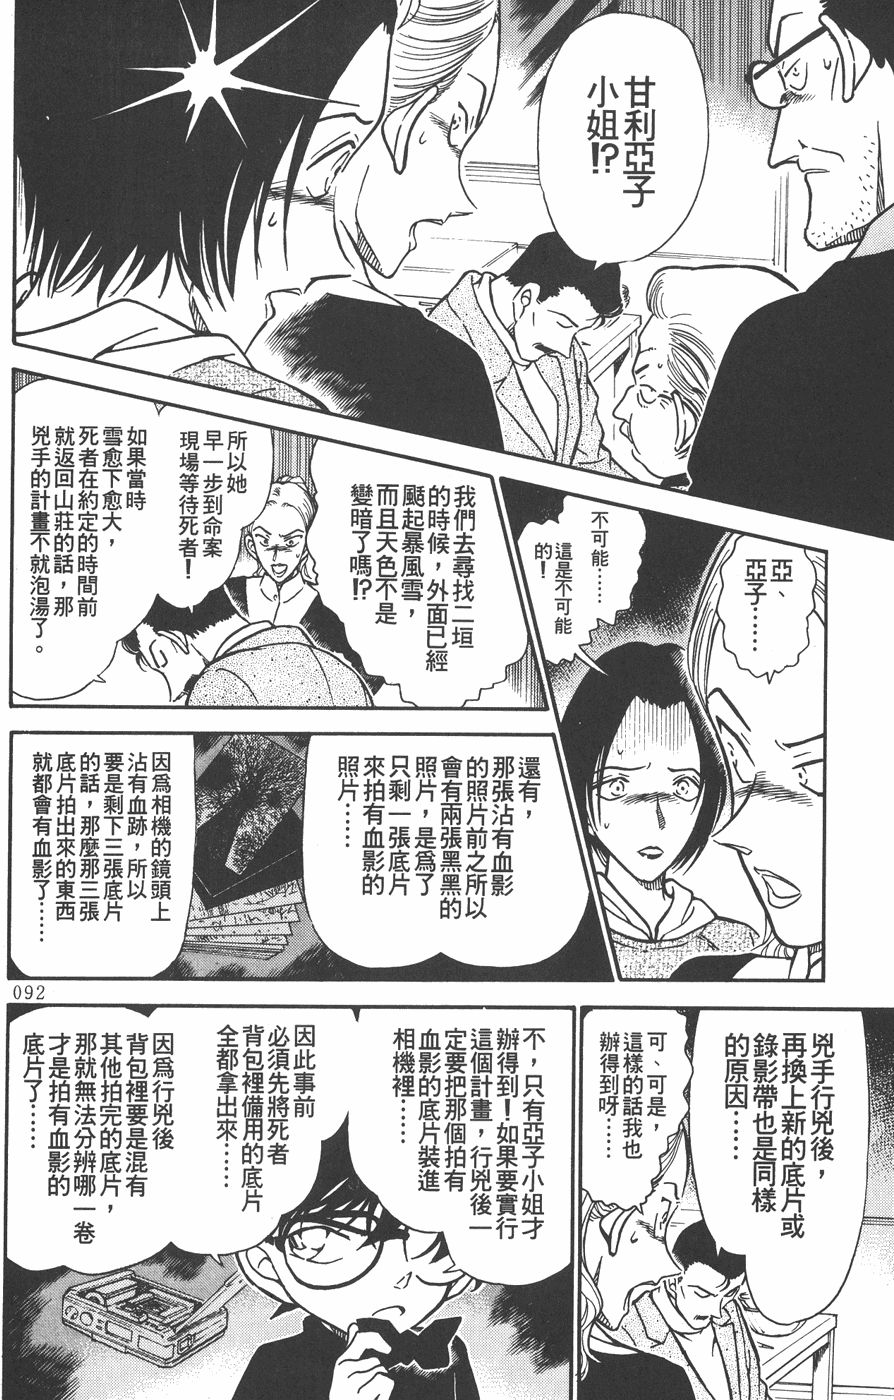 甘利亞子
小姐!?
亞、
亞子……
不可能……
這是不可能
的！
我們去尋找二垣
的時候，外面已經
颳起暴風雪，
而且天色不是
變暗了嗎!?
所以她
早一步到命案
現場等待死者！
如果當時
雪愈下愈大，
死者在約定的時間前
就返回山莊的話，那
兇手的計畫不就泡湯了。
還有，
那張沾有血影
的照片前之所以
會有兩張黑黑的
照片，是爲了
只剩一張底片
來拍有血影的
照片……
因爲相機的鏡頭上
沾有血跡，所以
要是剩下三張底片
的話，那麼那三張
底片拍出來的東西
就都會有血影了……
兇手行兇後，
再換上新的底片或
錄影帶也是同樣
的原因……
可、可是，
這樣的話我也
辦得到呀……
不，只有亞子小姐才
辦得到！如果要實行
這個計畫，行兇後一
定要把那個拍有
血影的底片裝進
相機裡……
因此事前
必須先將死者
背包裡備用的底片
全都拿出來……
因爲行兇後
背包裡要是混有
其他拍完的底片，
那就無法分辨哪一卷
才是拍有血影的
底片了……
092